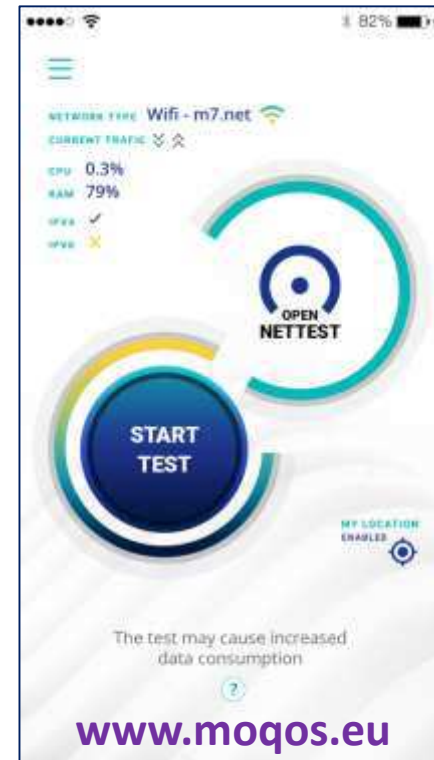 82%
NETWORK TYPE Wifi - m7.net
CURRENT TRAFIC
CPU 0.3%
RAM 79%
IPV4
IPV6
OPEN
NETTEST
START
TEST
MY LOCATION
ENABLED
The test may cause increased
data consumption
?
www.moqos.eu